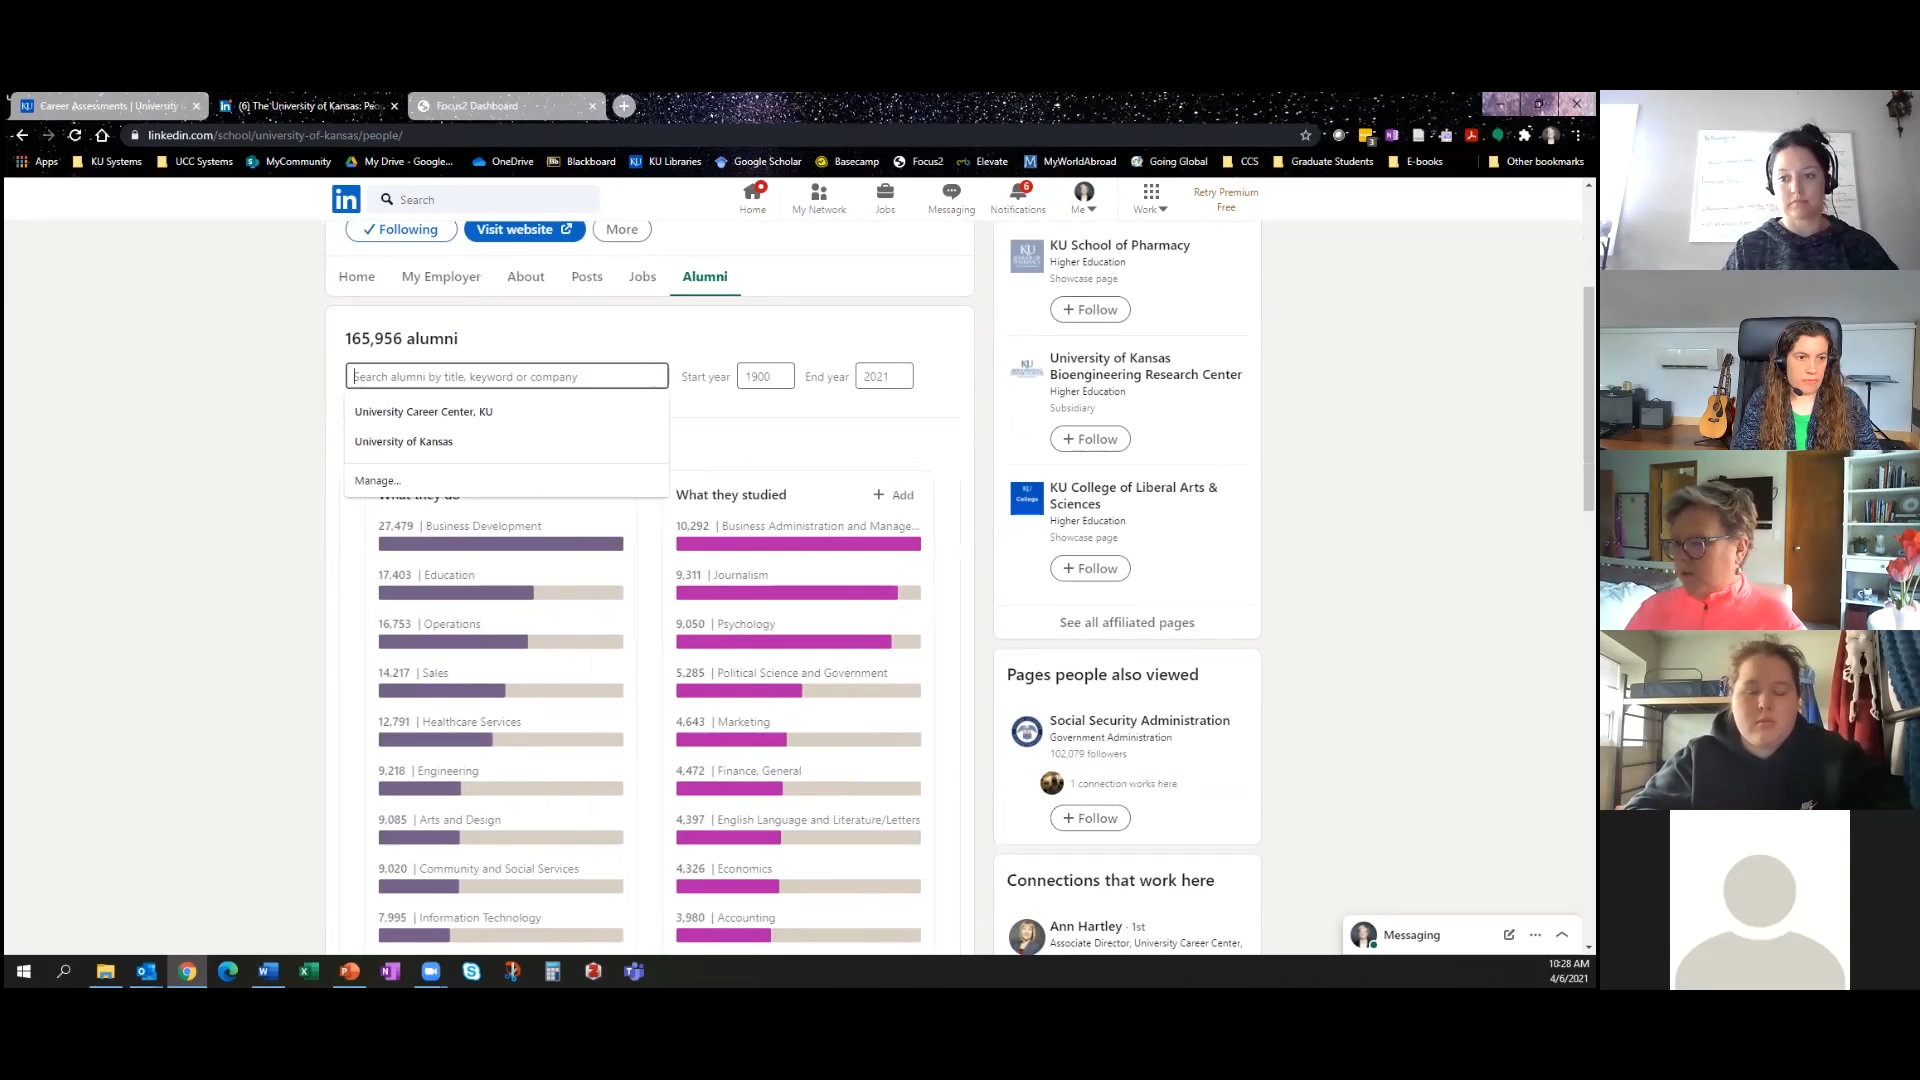 Career Assessments | University
(6) The University of Kansas: Peo
Focus2 Dashboard
linkedin.com/school/university-of-kansas/people/
Apps
KU Systems
UCC Systems
MyCommunity
My Drive - Google...
OneDrive
Blackboard
KU Libraries
Google Scholar
Basecamp
Focus2
Elevate
MyWorldAbroad
Going Global
CCS
Graduate Students
E-books
Other bookmarks
in
Search
Home
My Network
Jobs
Messaging
6
Notifications
Me
Work
Retry Premium
Free
Following
Visit website
More
Home
My Employer
About
Posts
Jobs
Alumni
165,956 alumni
Search alumni by title, keyword or company
Start year
1900
End year
2021
University Career Center, KU
University of Kansas
Manage...
What they do
27,479 | Business Development
17,403 | Education
16,753 | Operations
14,217 | Sales
12,791 | Healthcare Services
9,218 | Engineering
9,085 | Arts and Design
9,020 | Community and Social Services
7,995 | Information Technology
What they studied
+ Add
10,292 | Business Administration and Manage...
9,311 | Journalism
9,050 | Psychology
5,285 | Political Science and Government
4,643 | Marketing
4,472 | Finance, General
4,397 | English Language and Literature/Letters
4,326 | Economics
3,980 | Accounting
KU School of Pharmacy
Higher Education
Showcase page
+ Follow
University of Kansas
Bioengineering Research Center
Higher Education
Subsidiary
+ Follow
KU
College
KU College of Liberal Arts &
Sciences
Higher Education
Showcase page
+ Follow
See all affiliated pages
Pages people also viewed
Social Security Administration
Government Administration
102,079 followers
1 connection works here
+ Follow
Connections that work here
Ann Hartley · 1st
Associate Director, University Career Center,
Messaging
10:28 AM
4/6/2021